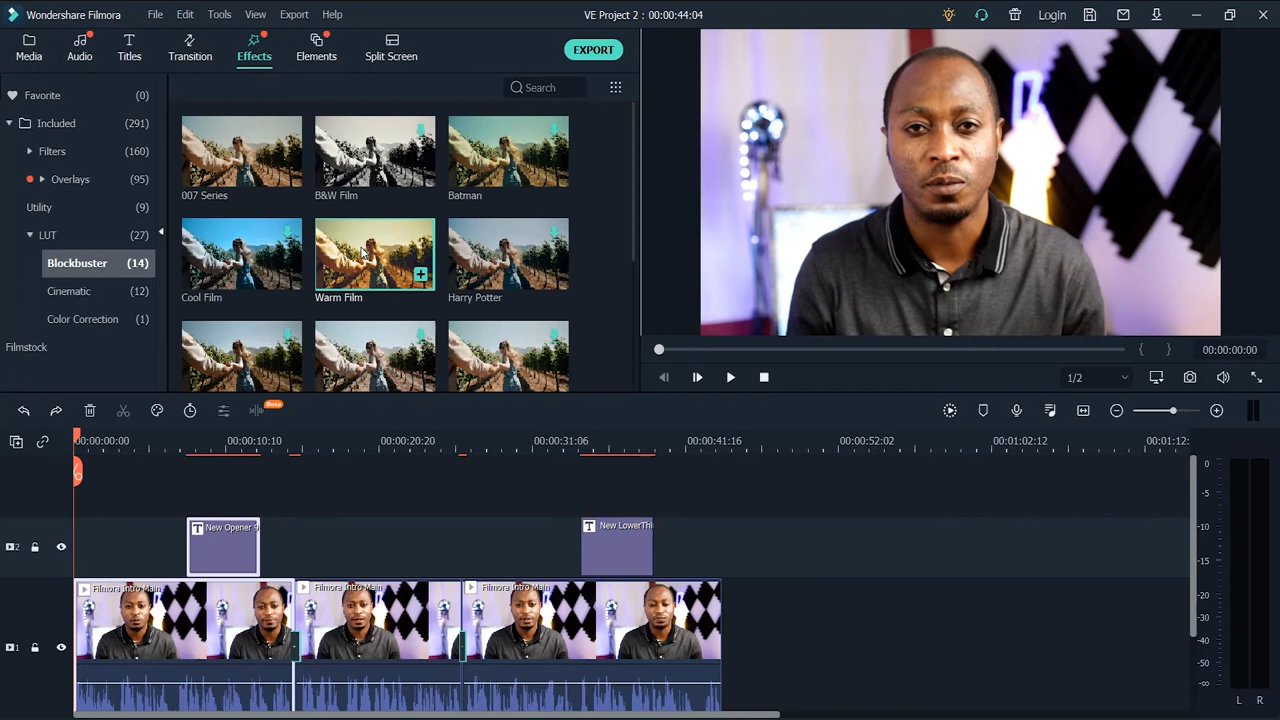 Wondershare Filmora File Edit Tools View Export Help VE Project 2 : 00:00:44:04 Login
Media Audio Titles Transition Effects Elements Split Screen EXPORT
Favorite (0)
Search
Included (291)
Filters (160)
Overlays (95)
Utility (9)
LUT (27)
Blockbuster (14)
Cinematic (12)
Color Correction (1)
Filmstock
007 Series B&W Film Batman
Cool Film Warm Film Harry Potter
{ } 00:00:00:00
1/2
Beta
00:00:00:00 00:00:10:10 00:00:20:20 00:00:31:06 00:00:41:16 00:00:52:02 00:01:02:12 00:01:12:
2
T New Opener 9
T New LowerThi
1
Filmora Intro Main Filmora Intro Main Filmora Intro Main
0
-5
-10
-15
-20
-25
-30
-40
-50
-∞
L R